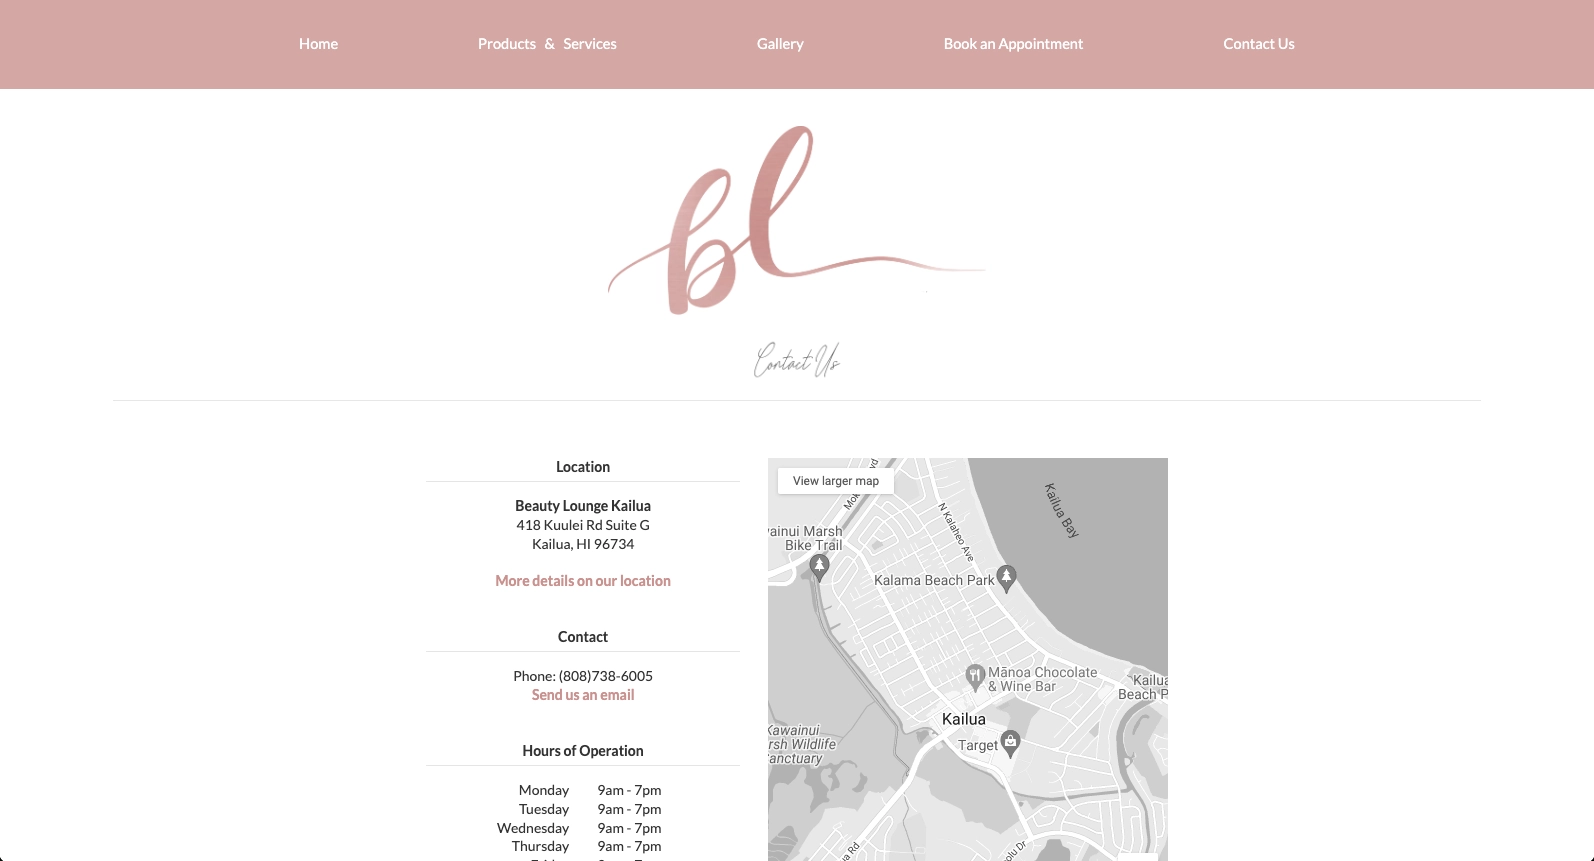 Home
Products & Services
Gallery
Book an Appointment
Contact Us
bl
Contact Us
Location
Beauty Lounge Kailua
418 Kuulei Rd Suite G
Kailua, HI 96734
More details on our location
Contact
Phone: (808)738-6005
Send us an email
Hours of Operation
Monday 9am - 7pm
Tuesday 9am - 7pm
Wednesday 9am - 7pm
Thursday 9am - 7pm
View larger map
Kailua Bay
N Kalaheo Ave
Marsh
Bike Trail
Kalama Beach Park
Mānoa Chocolate
& Wine Bar
Kailua
Beach
Kailua
Target
Kawainui
Wildlife